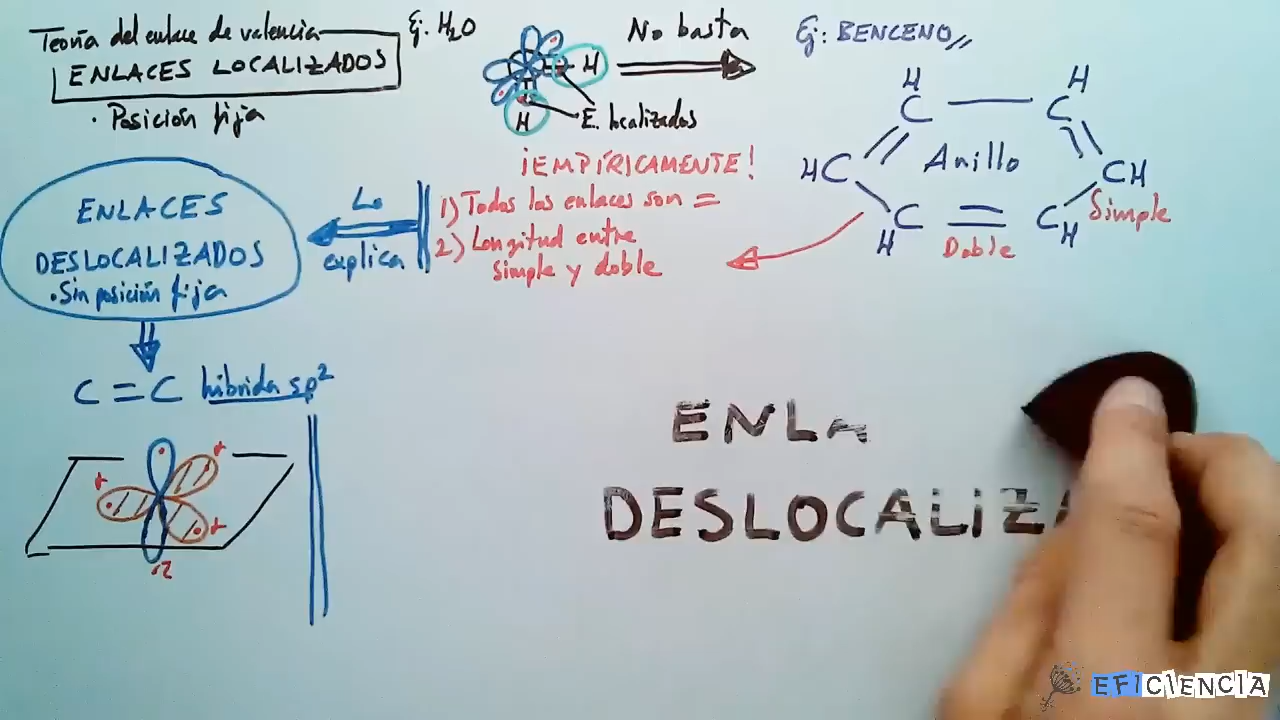 Teoría del enlace de valencia
ENLACES LOCALIZADOS
• Posición fija
Ej: H2O
H
H
E. localizados
No basta
Ej: BENCENO
H
H
C
C
HC
Anillo
CH
C
H
C
H
Doble
Simple
¡EMPÍRICAMENTE!
1) Todos los enlaces son =
2) Longitud entre
simple y doble
Lo
explica
ENLACES
DESLOCALIZADOS
• Sin posición fija
C = C híbrida sp²
ENLA
DESLOCALIZA
EFICIENCIA